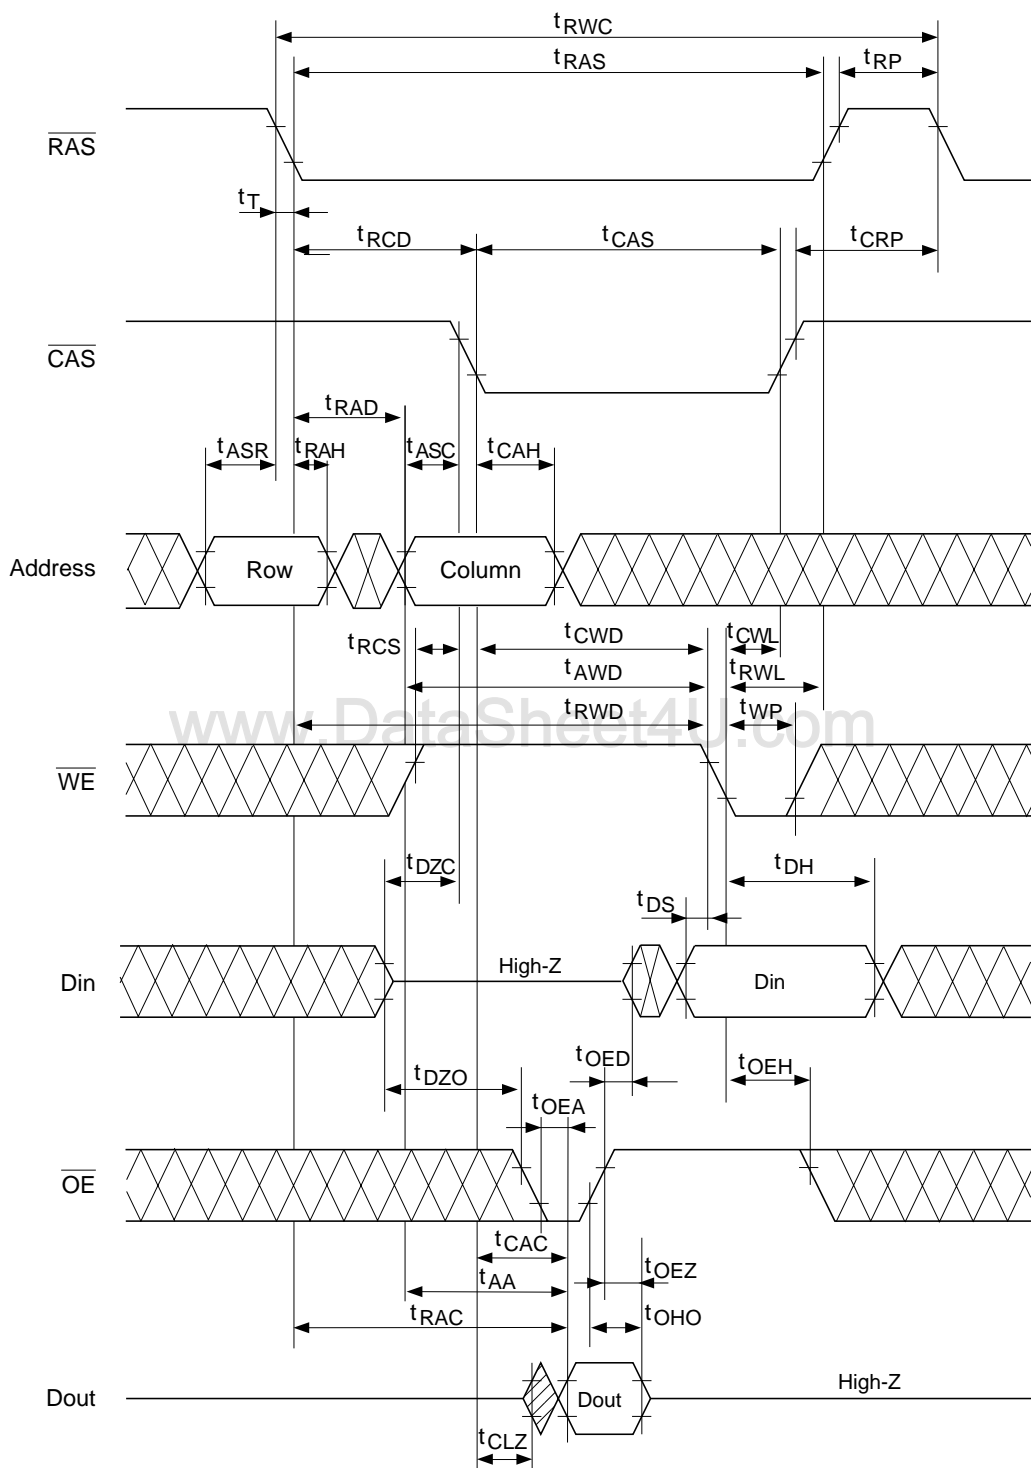 tRWC
tRAS tRP
RAS
tT
tRCD tCAS tCRP
CAS
tRAD
tASR tRAH tASC tCAH
Address Row Column
tRCS tCWD tCWL
tAWD tRWL
tRWD tWP
www.DataSheet4U.com
WE
tDZC tDH
tDS
Din High-Z Din
tDZO tOED tOEH
tOEA
OE
tCAC
tAA tOEZ
tRAC tOHO
Dout Dout High-Z
tCLZ